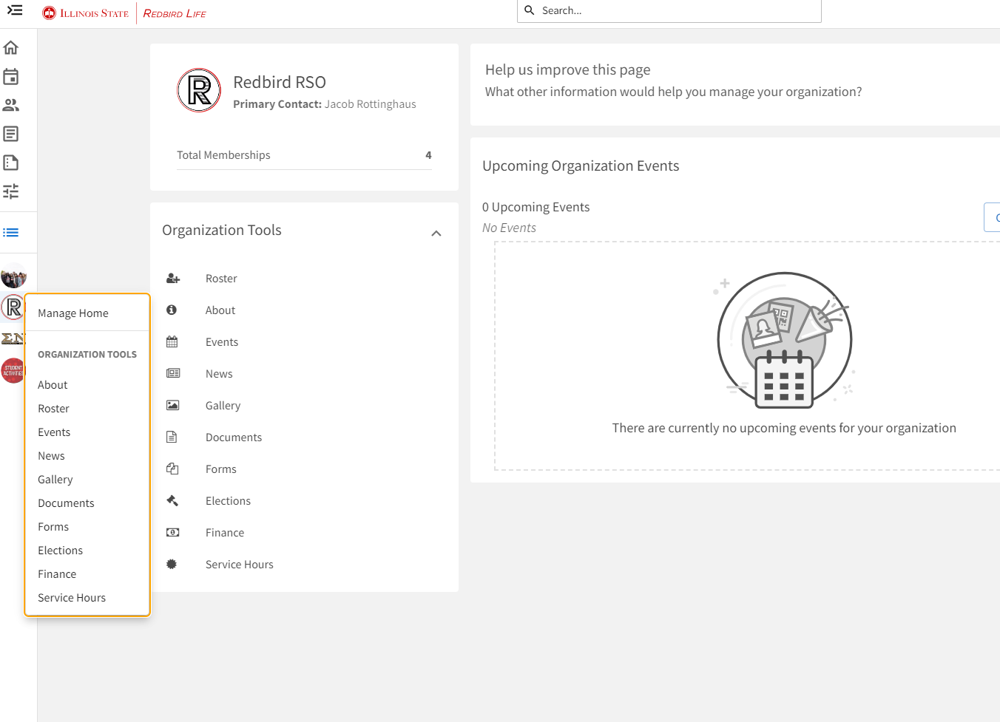 ILLINOIS STATE
REDBIRD LIFE
Search...
Redbird RSO
Primary Contact: Jacob Rottinghaus
Total Memberships 4
Help us improve this page
What other information would help you manage your organization?
Upcoming Organization Events
0 Upcoming Events
No Events
There are currently no upcoming events for your organization
Organization Tools
Roster
About
Events
News
Gallery
Documents
Forms
Elections
Finance
Service Hours
R
ΣN
STUDENT
ACTIVITIES
Manage Home
ORGANIZATION TOOLS
About
Roster
Events
News
Gallery
Documents
Forms
Elections
Finance
Service Hours